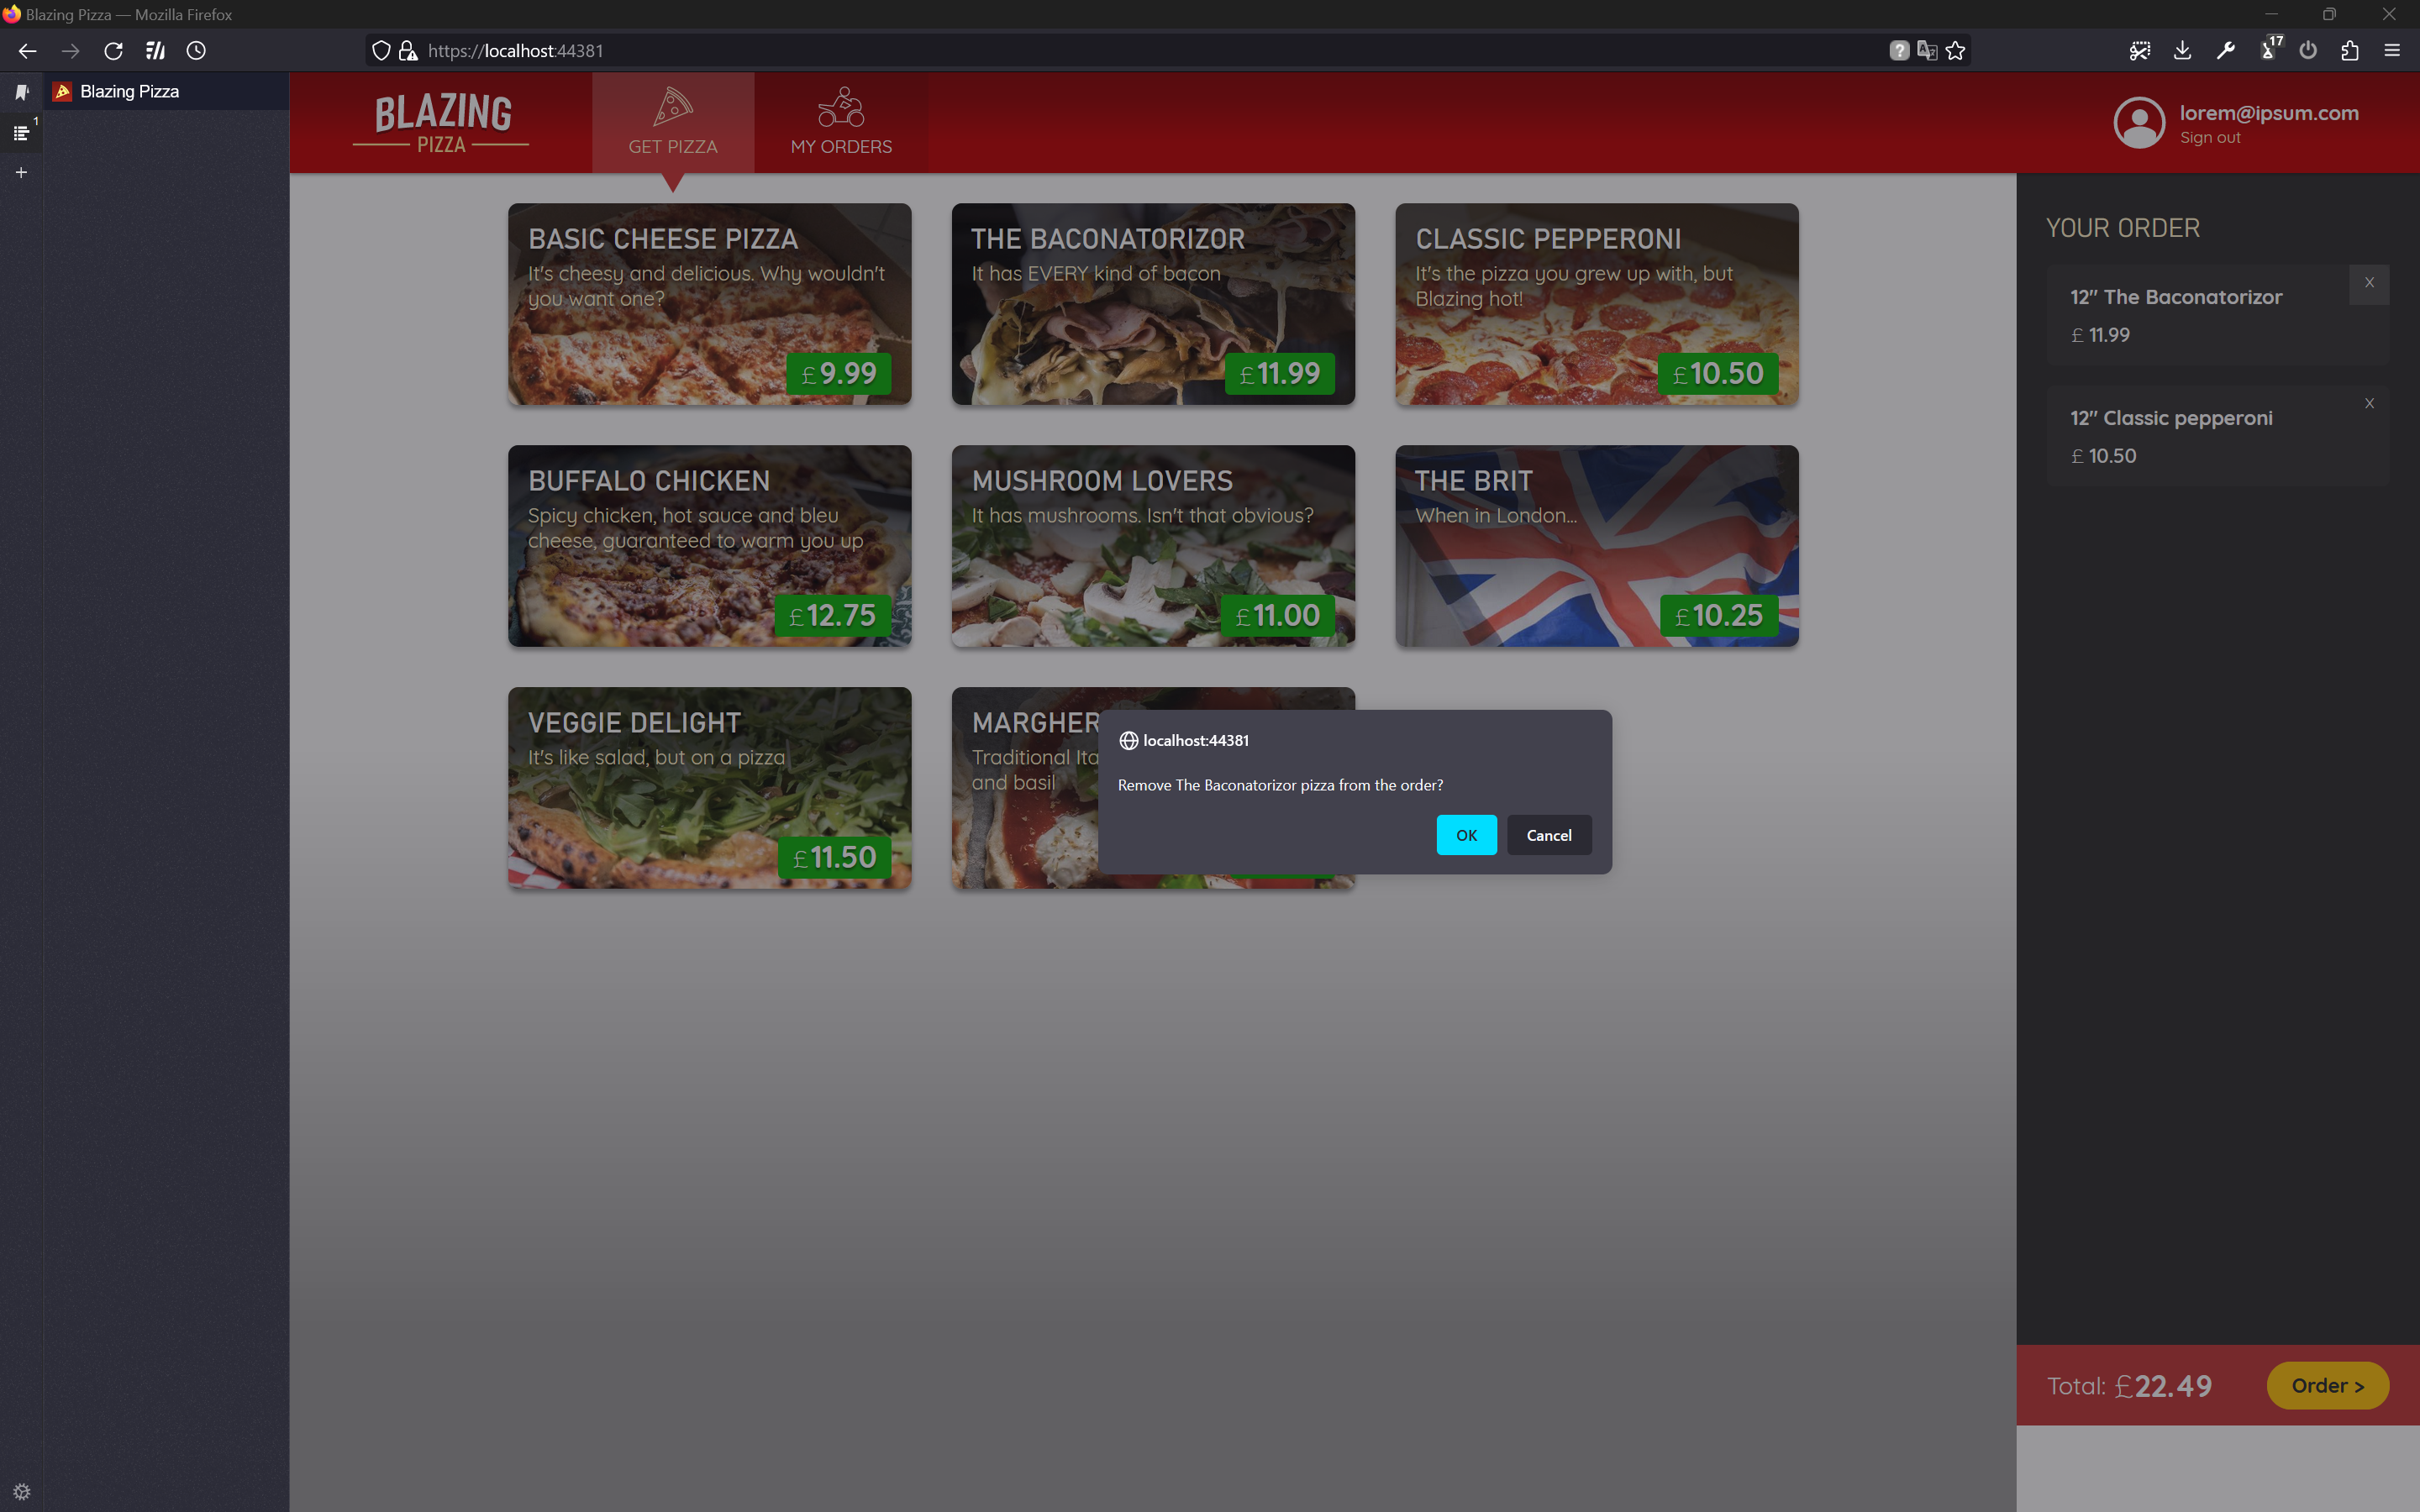 Blazing Pizza — Mozilla Firefox
https://localhost:44381
17
1
Blazing Pizza
BLAZING
PIZZA
GET PIZZA
MY ORDERS
lorem@ipsum.com
Sign out
BASIC CHEESE PIZZA
It's cheesy and delicious. Why wouldn't
you want one?
£9.99
THE BACONATORIZOR
It has EVERY kind of bacon
£11.99
CLASSIC PEPPERONI
It's the pizza you grew up with, but
Blazing hot!
£10.50
BUFFALO CHICKEN
Spicy chicken, hot sauce and bleu
cheese, guaranteed to warm you up
£12.75
MUSHROOM LOVERS
It has mushrooms. Isn't that obvious?
£11.00
THE BRIT
When in London...
£10.25
VEGGIE DELIGHT
It's like salad, but on a pizza
£11.50
MARGHER
Traditional Ita
and basil
localhost:44381
Remove The Baconatorizor pizza from the order?
OK
Cancel
YOUR ORDER
12" The Baconatorizor
x
£ 11.99
12" Classic pepperoni
x
£ 10.50
Total: £22.49
Order >